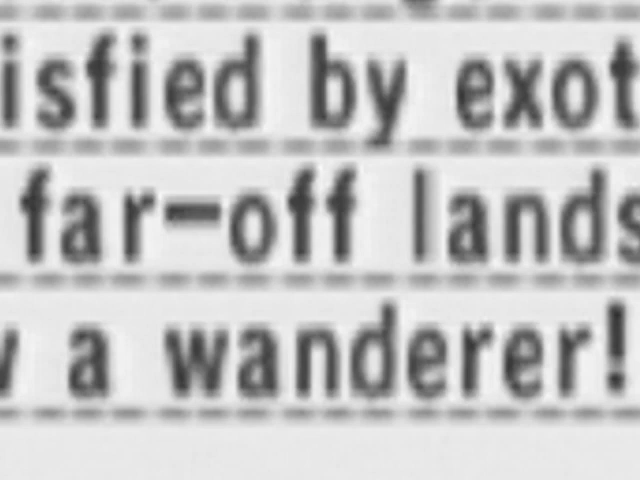 isfied by exot
far-off lands
a wanderer!